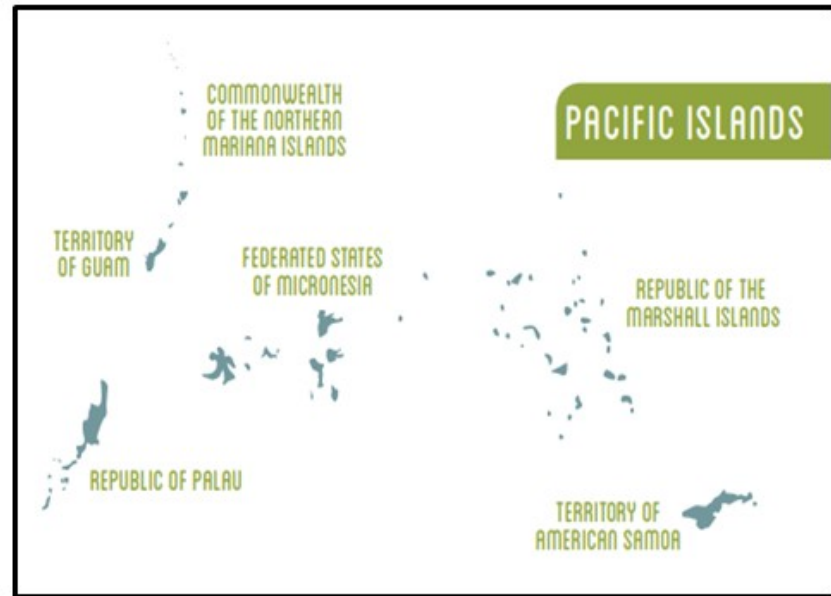 COMMONWEALTH
OF THE NORTHERN
MARIANA ISLANDS
PACIFIC ISLANDS
TERRITORY
OF GUAM
FEDERATED STATES
OF MICRONESIA
REPUBLIC OF THE
MARSHALL ISLANDS
REPUBLIC OF PALAU
TERRITORY OF
AMERICAN SAMOA